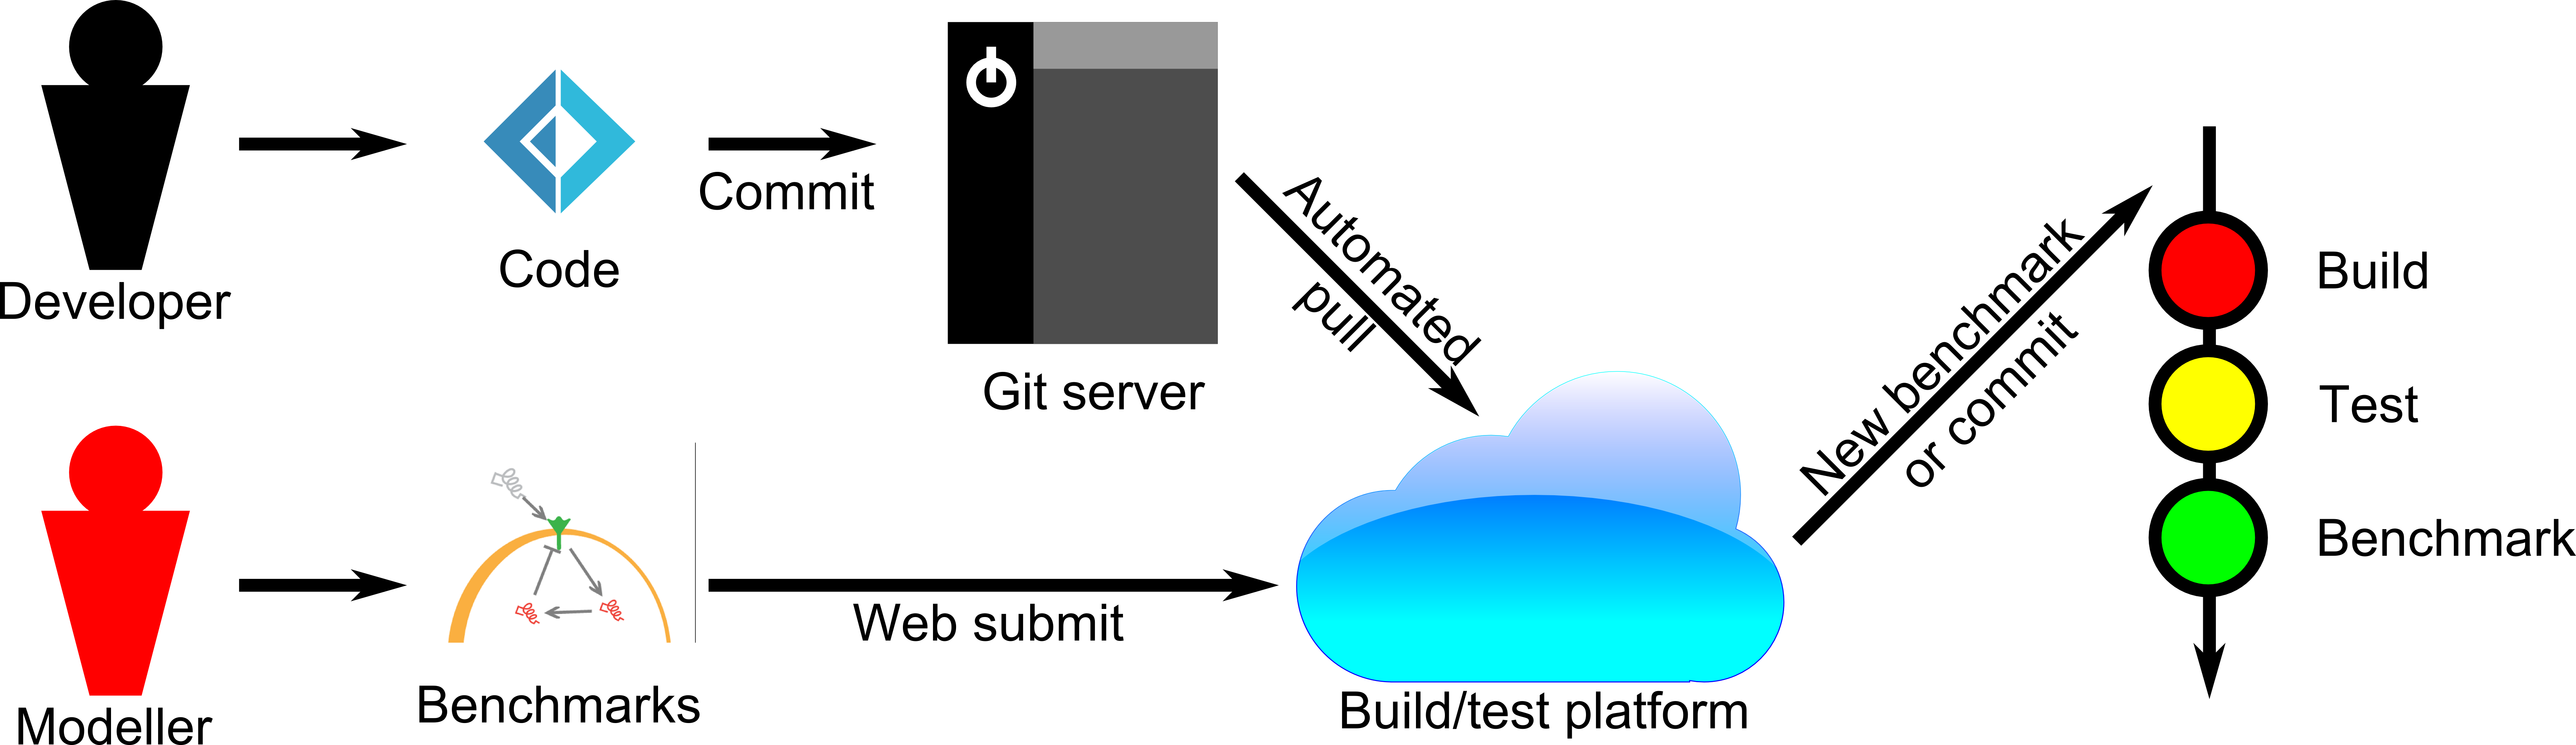 Developer
Code
Commit
Git server
Automated
pull
Modeller
Benchmarks
Web submit
Build/test platform
New benchmark
or commit
Build
Test
Benchmark